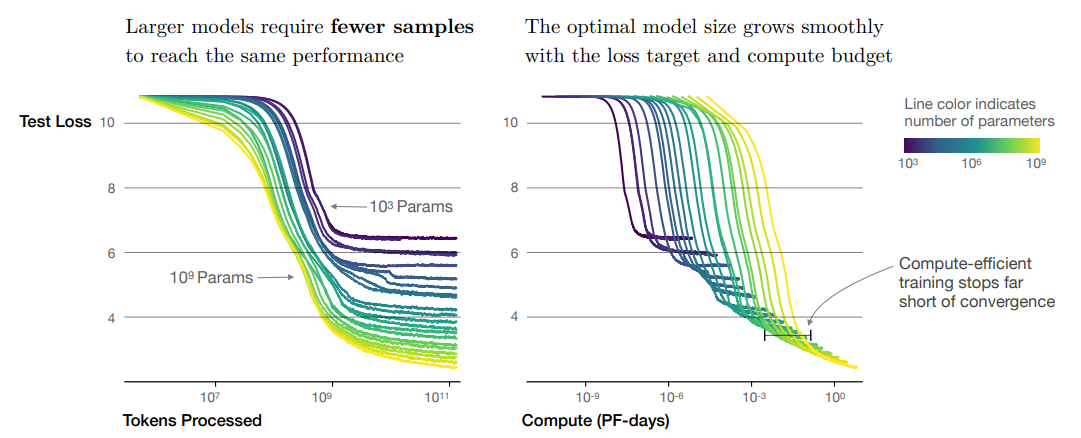 Larger models require fewer samples
to reach the same performance
The optimal model size grows smoothly
with the loss target and compute budget
Test Loss
10
8
6
4
10³ Params
10⁹ Params
10⁷
10⁹
10¹¹
Tokens Processed
10
8
6
4
10⁻⁹
10⁻⁶
10⁻³
10⁰
Compute (PF-days)
Line color indicates
number of parameters
10³
10⁶
10⁹
Compute-efficient
training stops far
short of convergence